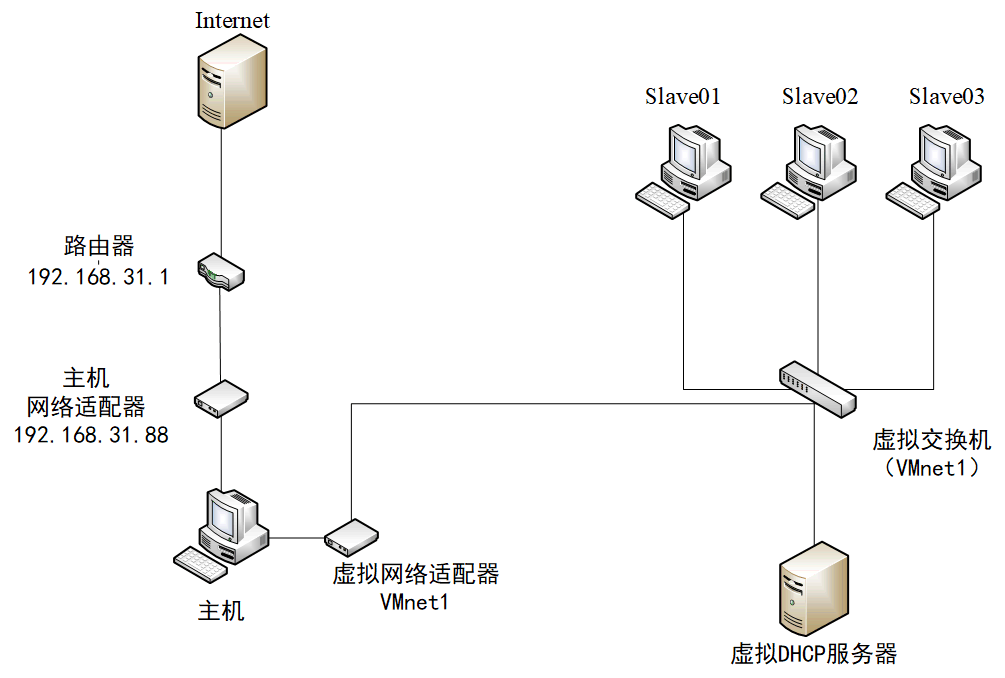 Internet
Slave01
Slave02
Slave03
路由器
192.168.31.1
主机
网络适配器
192.168.31.88
虚拟交换机
（VMnet1）
虚拟网络适配器
VMnet1
主机
虚拟DHCP服务器